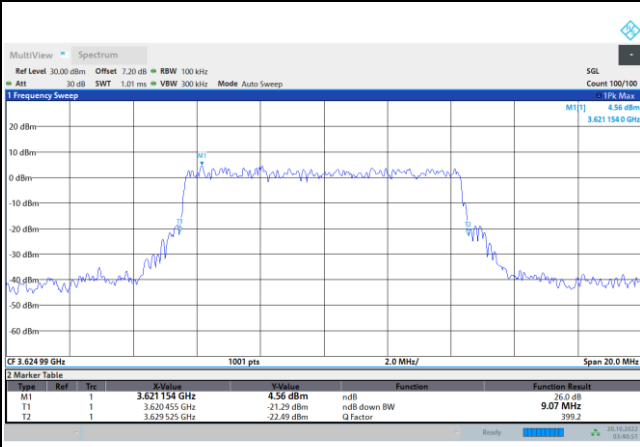 MultiView Spectrum
Ref Level 30.00 dBm Offset 7.20 dB RBW 100 kHz SGL
Att 30 dB SWT 1.01 ms VBW 300 kHz Mode Auto Sweep Count 100/100
1 Frequency Sweep 1Pk Max
M1[1] 4.56 dBm
3.621 154 0 GHz
20 dBm
10 dBm
M1
0 dBm
-10 dBm
-20 dBm
T2
-30 dBm
-40 dBm
-50 dBm
-60 dBm
CF 3.624 99 GHz 1001 pts 2.0 MHz/ Span 20.0 MHz
2 Marker Table
Type Ref Trc X-Value Y-Value Function Function Result
M1 1 3.621 154 GHz 4.56 dBm ndB 26.0 dB
T1 1 3.620 455 GHz -21.29 dBm ndB down BW 9.07 MHz
T2 1 3.629 525 GHz -22.49 dBm Q Factor 399.2
Ready 20.10.2022